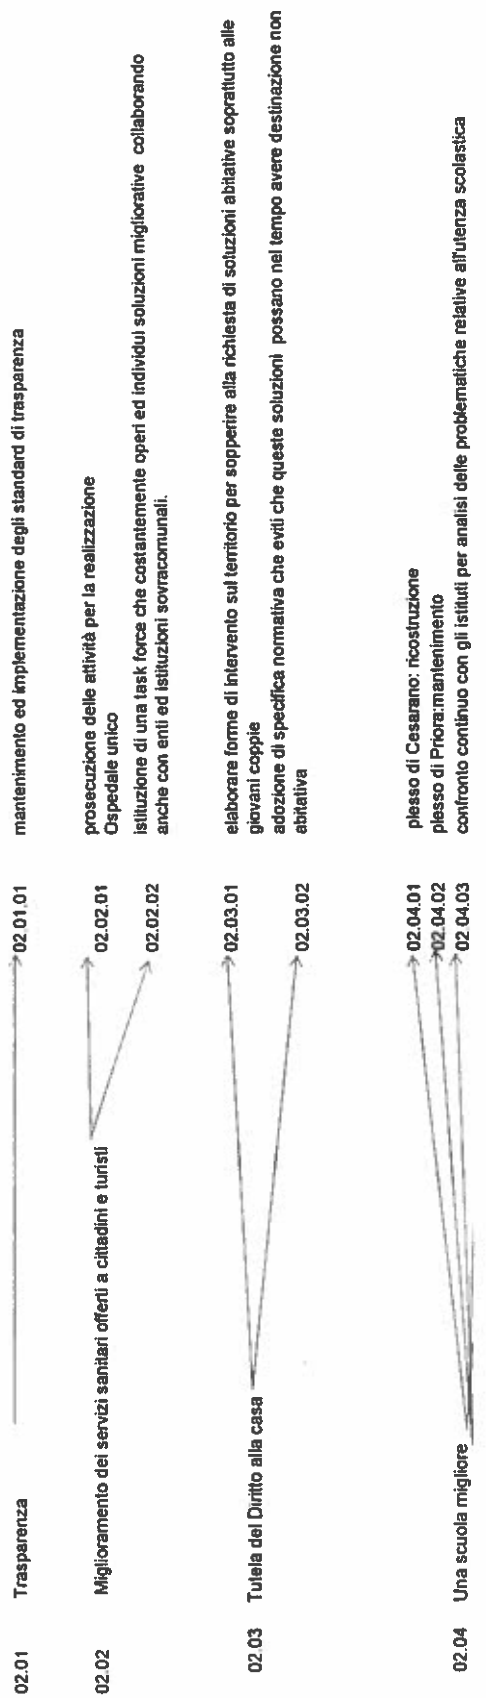 02.01 Trasparenza 02.01.01 mantenimento ed implementazione degli standard di trasparenza
02.02 Miglioramento dei servizi sanitari offerti a cittadini e turisti 02.02.01 prosecuzione delle attività per la realizzazione
Ospedale unico
02.02.02 istituzione di una task force che costantemente operi ed individui soluzioni migliorative collaborando
anche con enti ed istituzioni sovracomunali.
02.03 Tutela del Diritto alla casa 02.03.01 elaborare forme di intervento sul territorio per sopperire alla richiesta di soluzioni abitative soprattutto alle
giovani coppie
02.03.02 adozione di specifica normativa che eviti che queste soluzioni possano nel tempo avere destinazione non
abitativa
02.04 Una scuola migliore 02.04.01 plesso di Cesarano: ricostruzione
02.04.02 plesso di Priora:mantenimento
02.04.03 confronto continuo con gli istituti per analisi delle problematiche relative all'utenza scolastica